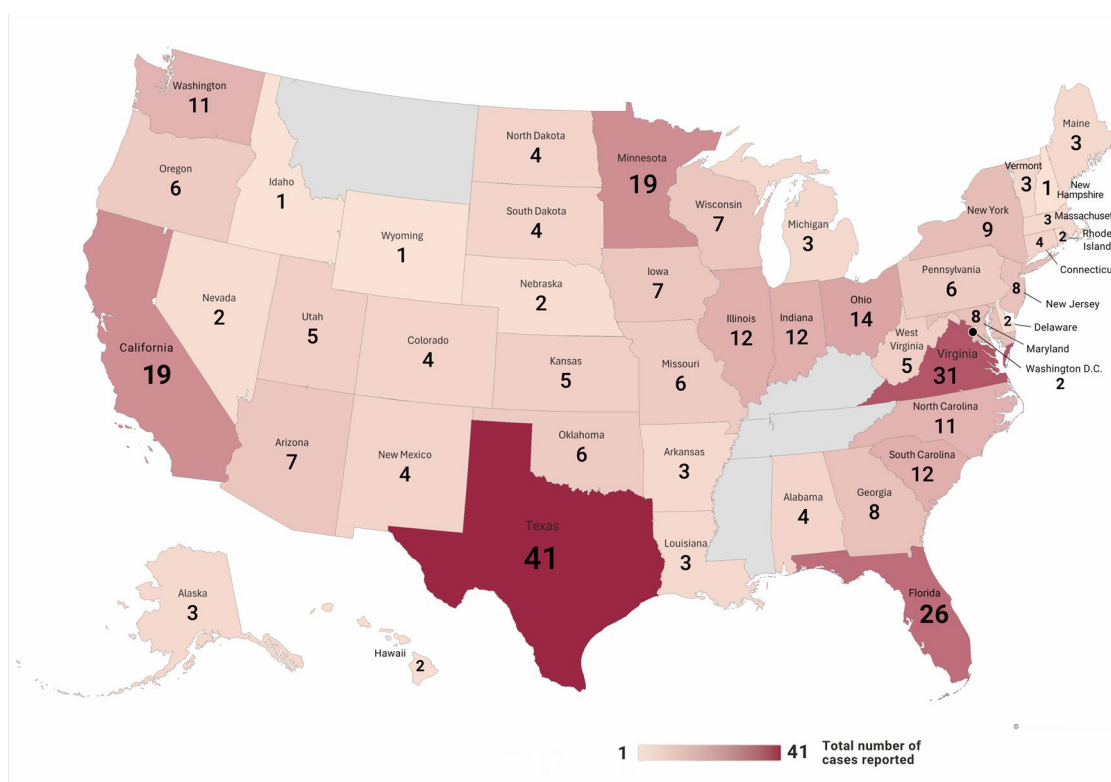 Washington
11
Oregon
6
Idaho
1
North Dakota
4
Minnesota
19
South Dakota
4
Wisconsin
7
Michigan
3
Maine
3
Vermont
3
1
New
Hampshire
New York
9
3
Massachuset
4
2
Rhode
Island
Connecticu
Wyoming
1
Nebraska
2
Iowa
7
Pennsylvania
6
8
New Jersey
Nevada
2
Utah
5
Colorado
4
California
19
Kansas
5
Missouri
6
Illinois
12
Indiana
12
Ohio
14
West
Virginia
5
Virginia
31
8
2
Delaware
Maryland
Washington D.C.
2
Arizona
7
New Mexico
4
Oklahoma
6
Arkansas
3
North Carolina
11
South Carolina
12
Texas
41
Louisiana
3
Alabama
4
Georgia
8
Florida
26
Alaska
3
Hawaii
2
©
1
41
Total number of
cases reported